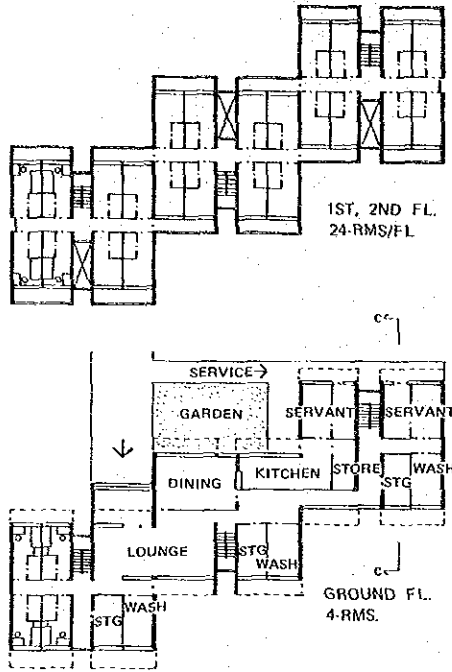 1ST, 2ND FL.
24-RMS/FL
C
SERVICE→
GARDEN
SERVANT
SERVANT
KITCHEN
STORE
WASH
DINING
STG
LOUNGE
STG
WASH
WASH
STG
C
GROUND FL.
4-RMS.